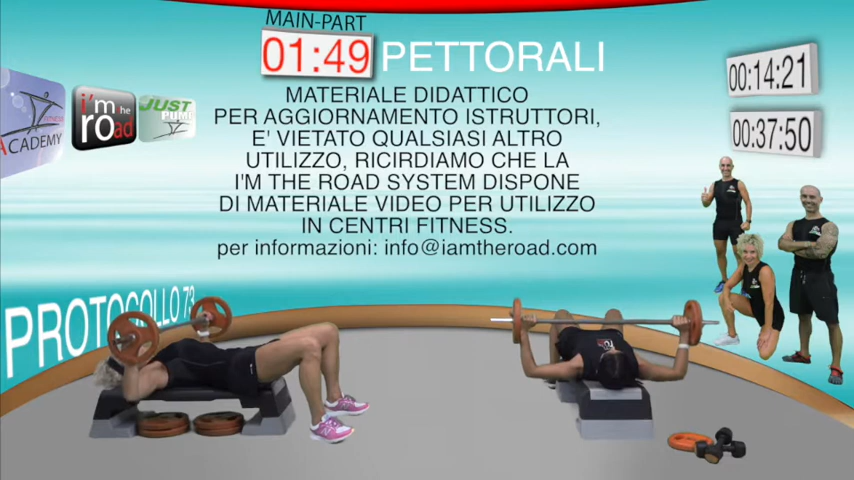 MAIN-PART
01:49 PETTORALI
00:14:21
00:37:50
MATERIALE DIDATTICO
PER AGGIORNAMENTO ISTRUTTORI,
E' VIETATO QUALSIASI ALTRO
UTILIZZO, RICIRDIAMO CHE LA
I'M THE ROAD SYSTEM DISPONE
DI MATERIALE VIDEO PER UTILIZZO
IN CENTRI FITNESS.
per informazioni: info@iamtheroad.com
FITNESS
ACADEMY
i'm the
road
JUST
PUMP
PROTOCOLLO 73